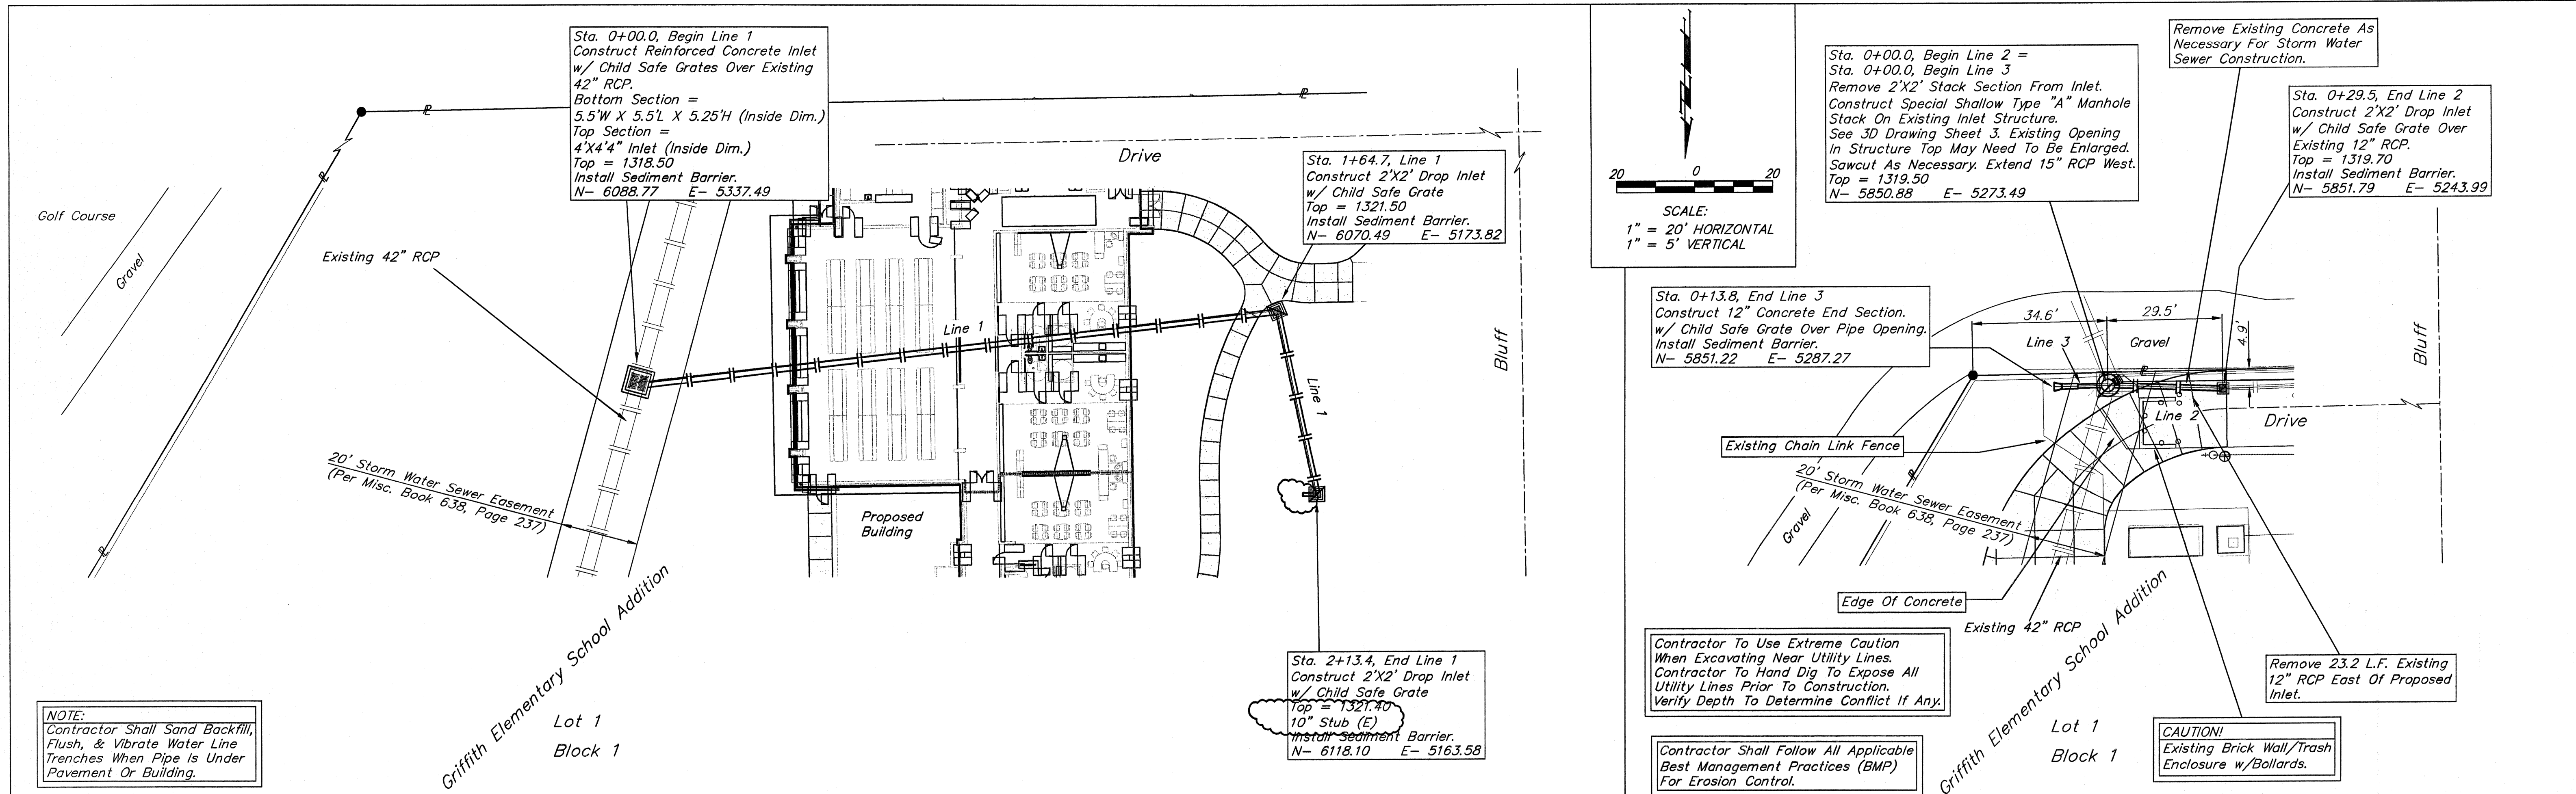 Sta. 0+00.0, Begin Line 1
Construct Reinforced Concrete Inlet
w/ Child Safe Grates Over Existing
42" RCP.
Bottom Section =
5.5'W X 5.5'L X 5.25'H (Inside Dim.)
Top Section =
4'X4'4" Inlet (Inside Dim.)
Top = 1318.50
Install Sediment Barrier.
N- 6088.77 E- 5337.49
Golf Course
Gravel
Existing 42" RCP
20' Storm Water Sewer Easement
(Per Misc. Book 638, Page 237)
Drive
Bluff
Line 1
Line 1
Proposed
Building
Sta. 1+64.7, Line 1
Construct 2'X2' Drop Inlet
w/ Child Safe Grate
Top = 1321.50
Install Sediment Barrier.
N- 6070.49 E- 5173.82
Sta. 2+13.4, End Line 1
Construct 2'X2' Drop Inlet
w/ Child Safe Grate
Top = 1321.40
10" Stub (E)
Install Sediment Barrier.
N- 6118.10 E- 5163.58
Griffith Elementary School Addition
Lot 1
Block 1
NOTE:
Contractor Shall Sand Backfill,
Flush, & Vibrate Water Line
Trenches When Pipe Is Under
Pavement Or Building.
20 0 20
SCALE:
1" = 20' HORIZONTAL
1" = 5' VERTICAL
Sta. 0+00.0, Begin Line 2 =
Sta. 0+00.0, Begin Line 3
Remove 2'X2' Stack Section From Inlet.
Construct Special Shallow Type "A" Manhole
Stack On Existing Inlet Structure.
See 3D Drawing Sheet 3. Existing Opening
In Structure Top May Need To Be Enlarged.
Sawcut As Necessary. Extend 15" RCP West.
Top = 1319.50
N- 5850.88 E- 5273.49
Remove Existing Concrete As
Necessary For Storm Water
Sewer Construction.
Sta. 0+29.5, End Line 2
Construct 2'X2' Drop Inlet
w/ Child Safe Grate Over
Existing 12" RCP.
Top = 1319.70
Install Sediment Barrier.
N- 5851.79 E- 5243.99
Sta. 0+13.8, End Line 3
Construct 12" Concrete End Section.
w/ Child Safe Grate Over Pipe Opening.
Install Sediment Barrier.
N- 5851.22 E- 5287.27
34.6'
29.5'
4.9'
Line 3
Gravel
Line 2
Drive
Bluff
Existing Chain Link Fence
20' Storm Water Sewer Easement
(Per Misc. Book 638, Page 237)
Gravel
Edge Of Concrete
Existing 42" RCP
Contractor To Use Extreme Caution
When Excavating Near Utility Lines.
Contractor To Hand Dig To Expose All
Utility Lines Prior To Construction.
Verify Depth To Determine Conflict If Any.
Contractor Shall Follow All Applicable
Best Management Practices (BMP)
For Erosion Control.
Griffith Elementary School Addition
Lot 1
Block 1
Remove 23.2 L.F. Existing
12" RCP East Of Proposed
Inlet.
CAUTION!
Existing Brick Wall/Trash
Enclosure w/Bollards.